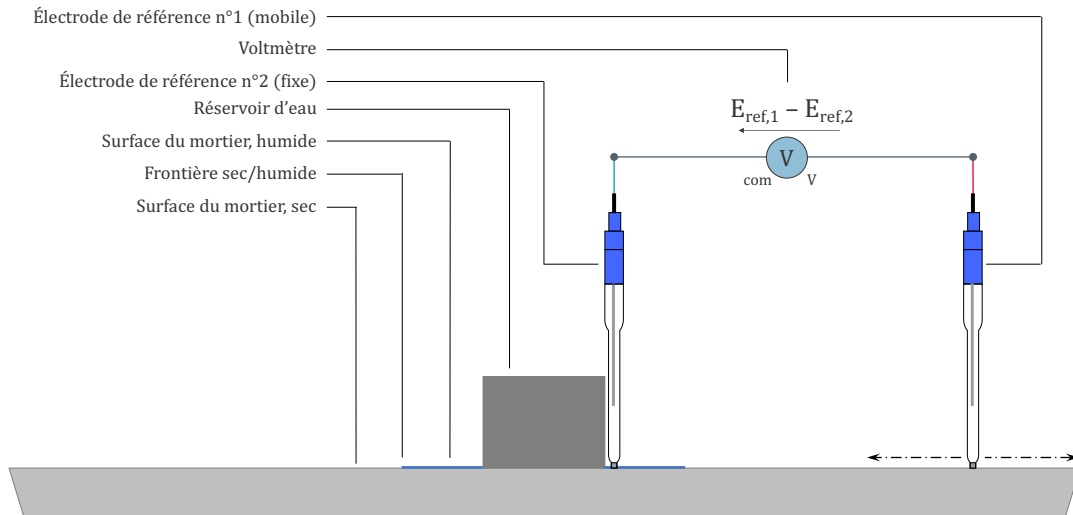 Électrode de référence n°1 (mobile)
Voltmètre
Électrode de référence n°2 (fixe)
Réservoir d’eau
Surface du mortier, humide
Frontière sec/humide
Surface du mortier, sec
E_ref,1 – E_ref,2
V
com
V